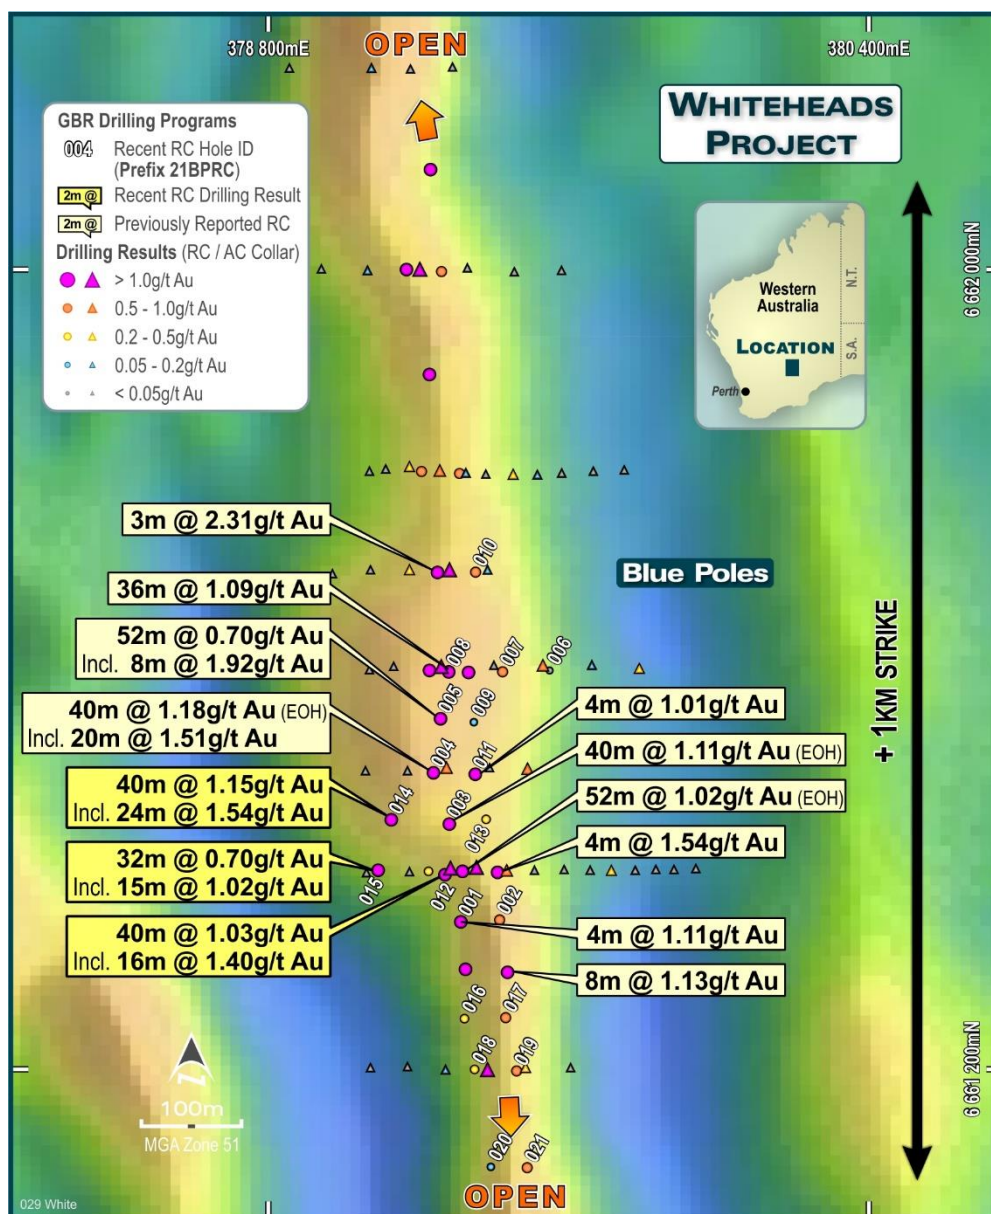 378 800mE
OPEN
380 400mE
WHITEHEADS
PROJECT
GBR Drilling Programs
004 Recent RC Hole ID
(Prefix 21BPRC)
2m @ Recent RC Drilling Result
2m @ Previously Reported RC
Drilling Results (RC / AC Collar)
> 1.0g/t Au
0.5 - 1.0g/t Au
0.2 - 0.5g/t Au
0.05 - 0.2g/t Au
< 0.05g/t Au
Western
Australia
N.T.
S.A.
LOCATION
Perth
6 662 000mN
+ 1KM STRIKE
Blue Poles
3m @ 2.31g/t Au
010
36m @ 1.09g/t Au
008
007
006
52m @ 0.70g/t Au
Incl. 8m @ 1.92g/t Au
005
009
40m @ 1.18g/t Au (EOH)
Incl. 20m @ 1.51g/t Au
004
011
4m @ 1.01g/t Au
40m @ 1.11g/t Au (EOH)
40m @ 1.15g/t Au
Incl. 24m @ 1.54g/t Au
014
003
013
52m @ 1.02g/t Au (EOH)
4m @ 1.54g/t Au
32m @ 0.70g/t Au
Incl. 15m @ 1.02g/t Au
015
012
001
002
40m @ 1.03g/t Au
Incl. 16m @ 1.40g/t Au
4m @ 1.11g/t Au
8m @ 1.13g/t Au
016
017
018
019
6 661 200mN
N
100m
MGA Zone 51
020
021
OPEN
029 White